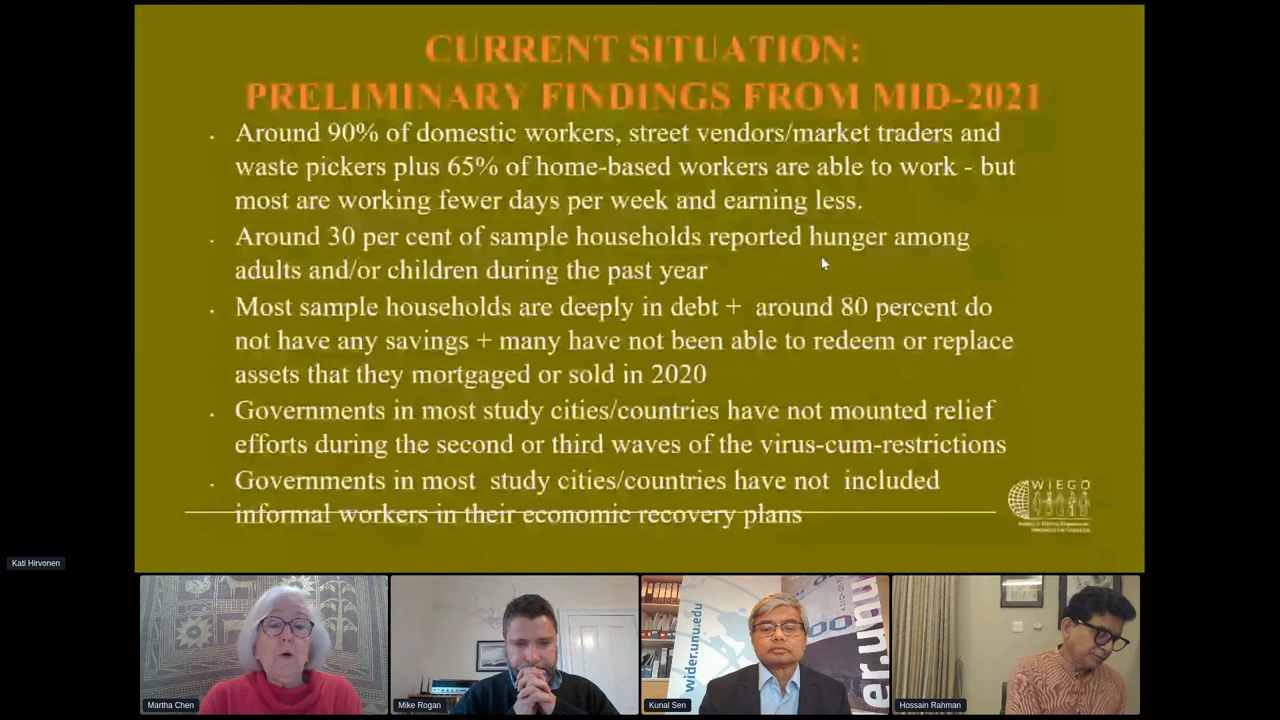 CURRENT SITUATION:
PRELIMINARY FINDINGS FROM MID-2021
· Around 90% of domestic workers, street vendors/market traders and
waste pickers plus 65% of home-based workers are able to work - but
most are working fewer days per week and earning less.
· Around 30 per cent of sample households reported hunger among
adults and/or children during the past year
· Most sample households are deeply in debt + around 80 percent do
not have any savings + many have not been able to redeem or replace
assets that they mortgaged or sold in 2020
· Governments in most study cities/countries have not mounted relief
efforts during the second or third waves of the virus-cum-restrictions
· Governments in most study cities/countries have not included
informal workers in their economic recovery plans
WIEGO
Kati Hirvonen
wider.unu.edu
er.unu
Martha Chen
Mike Rogan
Kunal Sen
Hossain Rahman